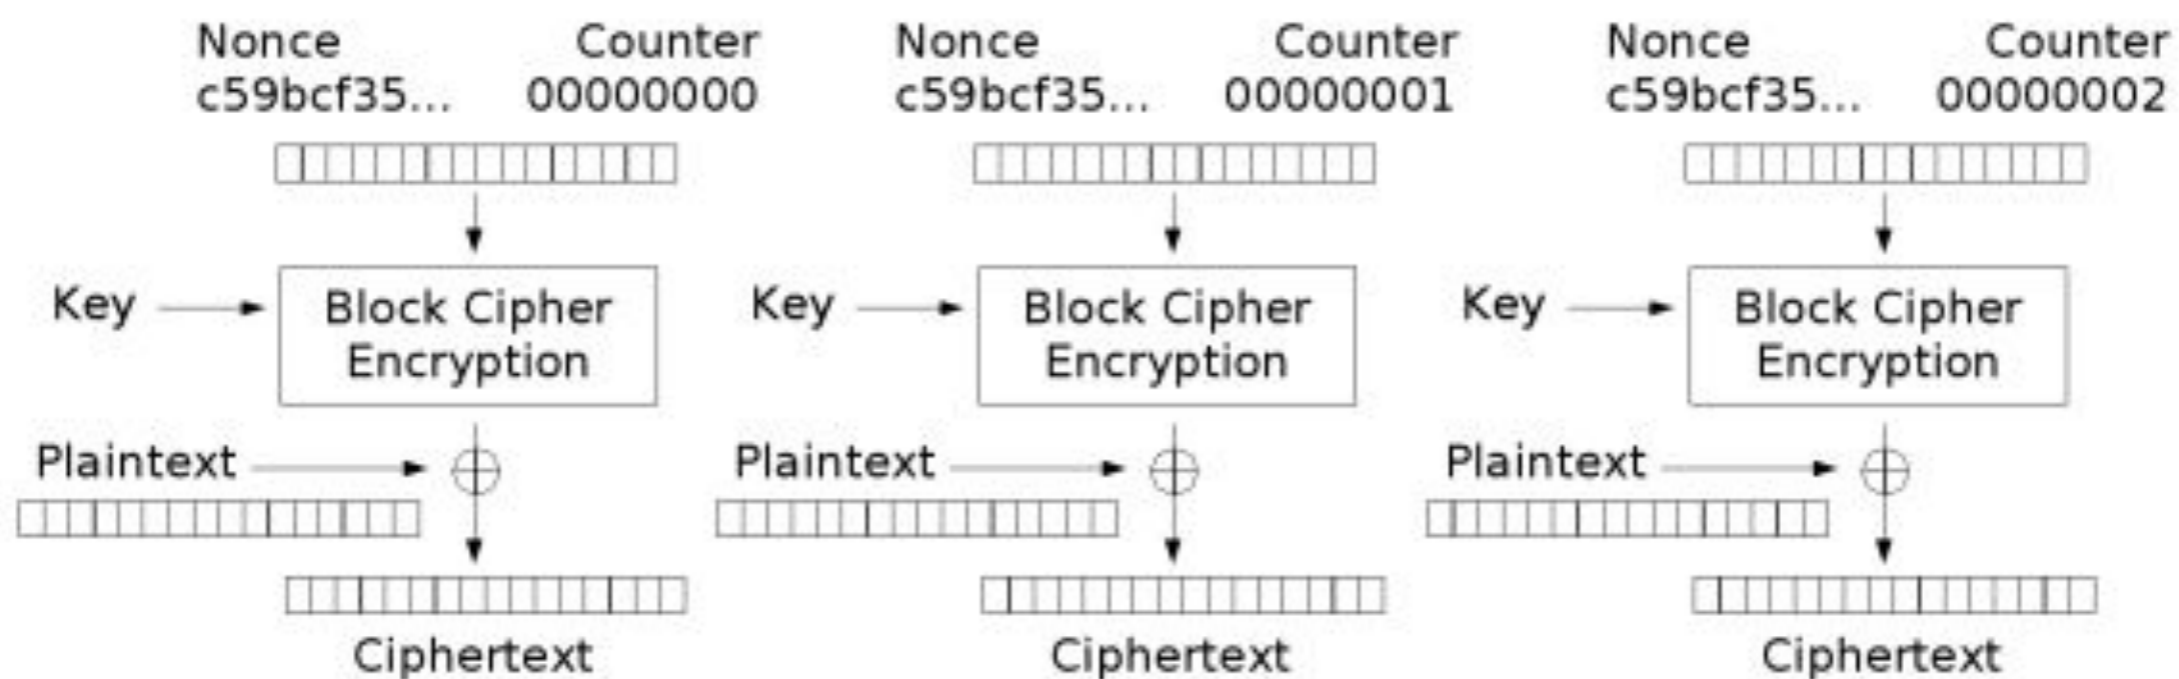 Nonce Counter Nonce Counter Nonce Counter
c59bcf35... 00000000 c59bcf35... 00000001 c59bcf35... 00000002
Key Block Cipher Key Block Cipher Key Block Cipher
Encryption Encryption Encryption
Plaintext Plaintext Plaintext
Ciphertext Ciphertext Ciphertext